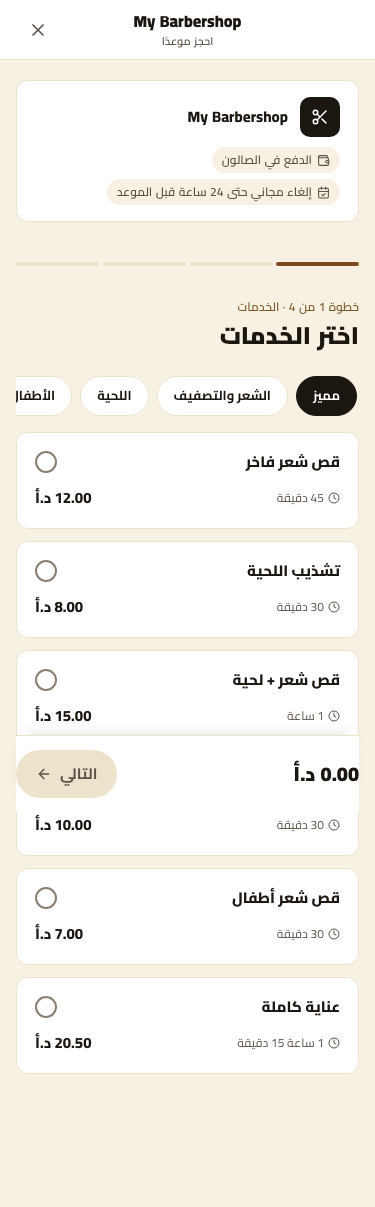 My Barbershop
احجز موعدًا
My Barbershop
الدفع في الصالون
إلغاء مجاني حتى 24 ساعة قبل الموعد
خطوة 1 من 4 · الخدمات
اختر الخدمات
مميز
الشعر والتصفيف
اللحية
الأطفال
قص شعر فاخر
45 دقيقة
12.00 د.أ
تشذيب اللحية
30 دقيقة
8.00 د.أ
قص شعر + لحية
1 ساعة
15.00 د.أ
0.00 د.أ
التالي
30 دقيقة
10.00 د.أ
قص شعر أطفال
30 دقيقة
7.00 د.أ
عناية كاملة
1 ساعة 15 دقيقة
20.50 د.أ